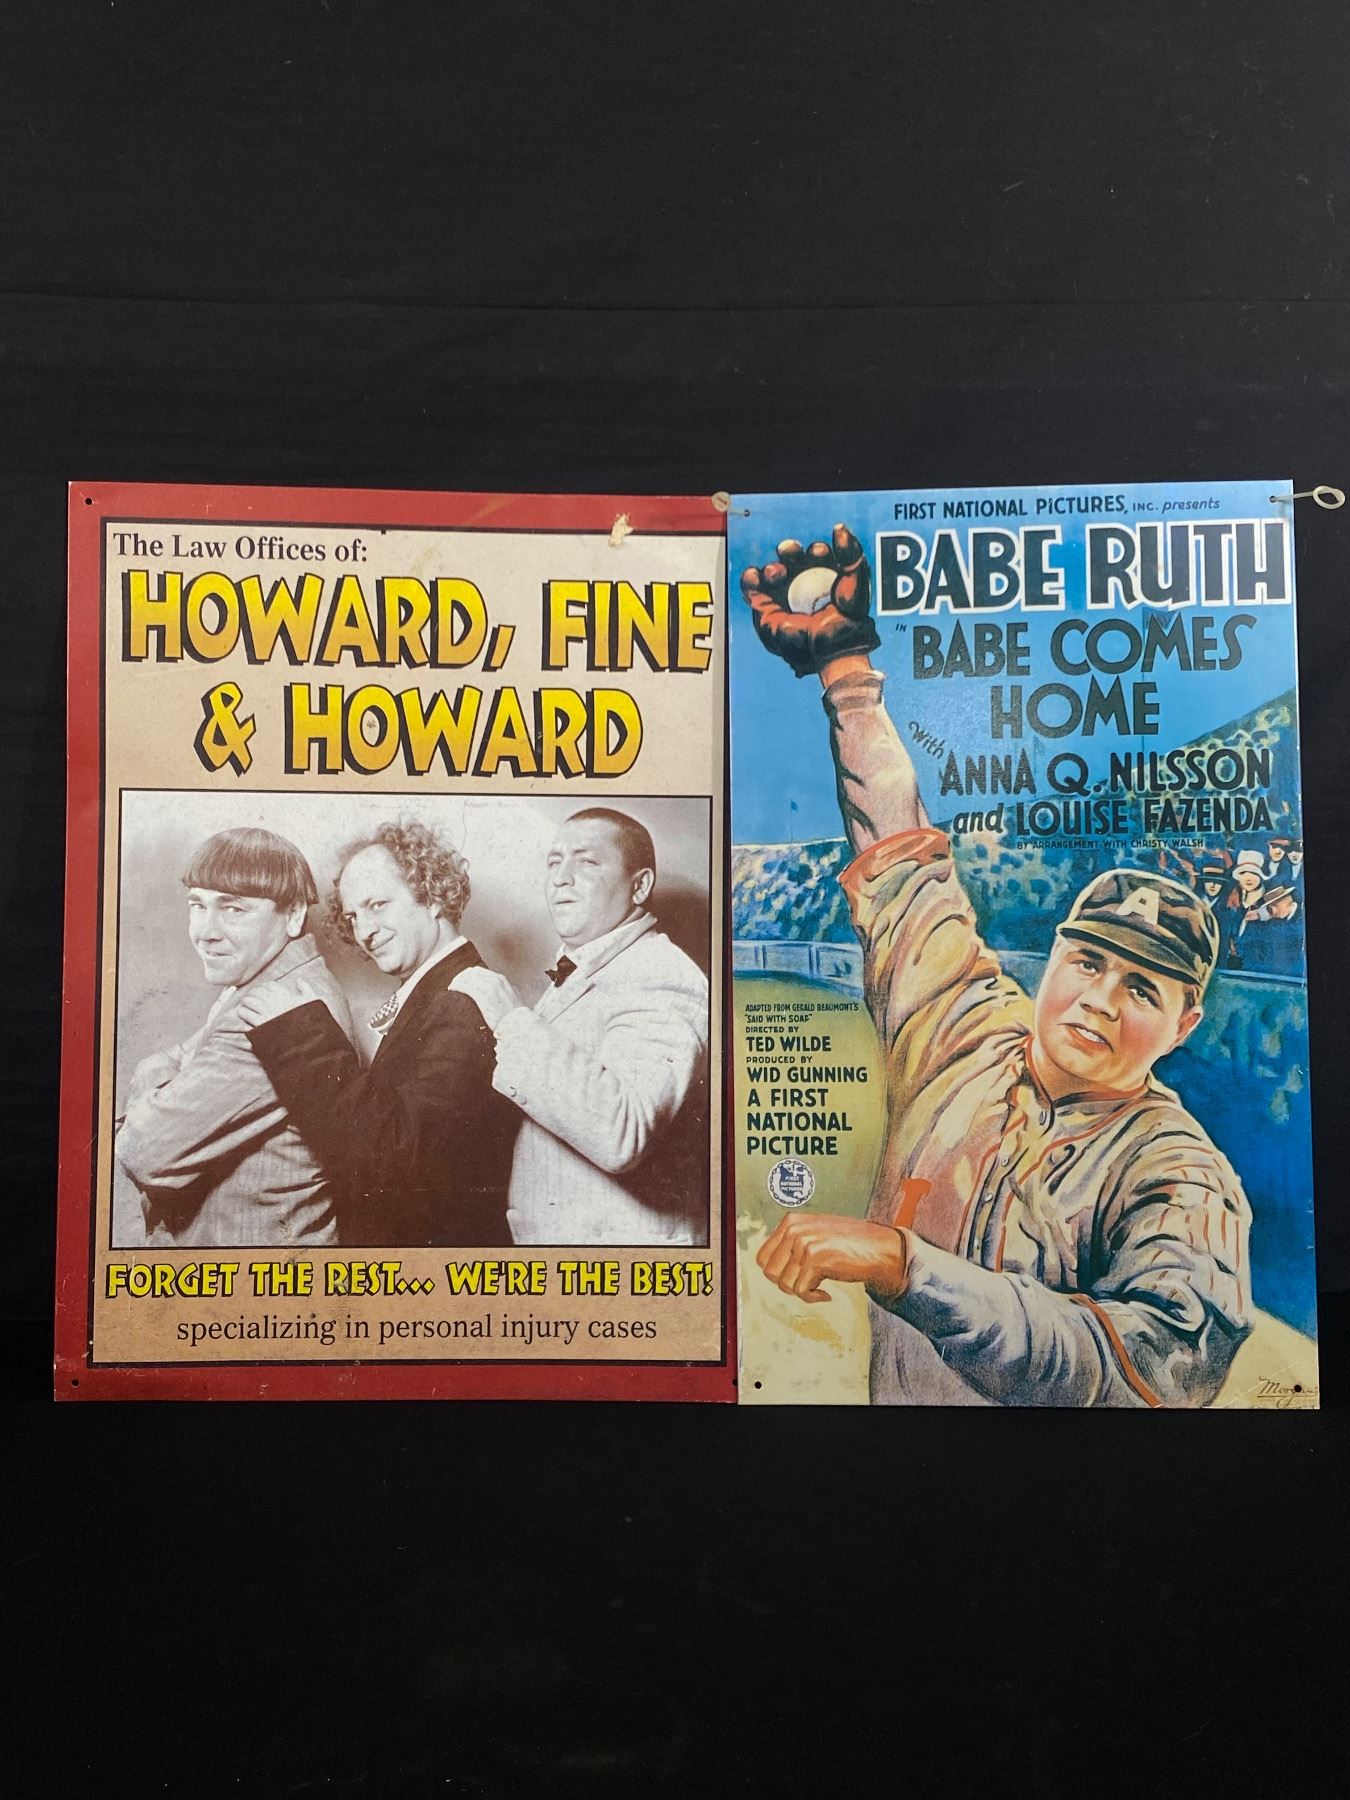 The Law Offices of:
HOWARD, FINE
& HOWARD
FORGET THE REST... WE'RE THE BEST!
specializing in personal injury cases
FIRST NATIONAL PICTURES, INC. presents
BABE RUTH
IN
BABE COMES
HOME
With
ANNA Q. NILSSON
and LOUISE FAZENDA
BY ARRANGEMENT WITH CHRISTY WALSH
A
ADAPTED FROM GERALD BEAUMONT'S
"SAID WITH SOAP"
DIRECTED BY
TED WILDE
PRODUCED BY
WID GUNNING
A FIRST
NATIONAL
PICTURE
FIRST
NATIONAL
PICTURES